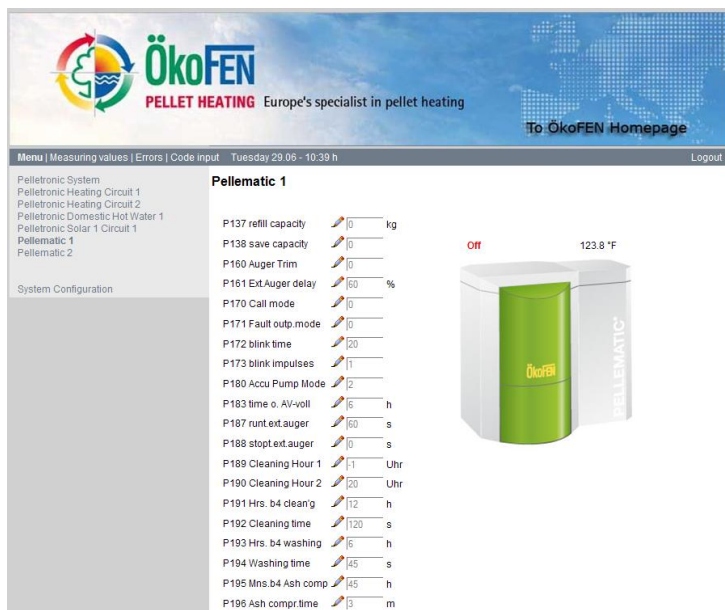 ÖkoFEN
PELLET HEATING Europe's specialist in pellet heating
To ÖkoFEN Homepage
Menu | Measuring values | Errors | Code input Tuesday 29.06 - 10:39 h Logout
Pelletronic System
Pelletronic Heating Circuit 1
Pelletronic Heating Circuit 2
Pelletronic Domestic Hot Water 1
Pelletronic Solar 1 Circuit 1
Pellematic 1
Pellematic 2
System Configuration
Pellematic 1
P137 refill capacity 0 kg
P138 save capacity 0
P160 Auger Trim 0
P161 Ext.Auger delay 60 %
P170 Call mode 0
P171 Fault outp.mode 0
P172 blink time 20
P173 blink impulses 1
P180 Accu Pump Mode 2
P183 time o. AV-voll 6 h
P187 runt.ext.auger 60 s
P188 stopt.ext.auger 0 s
P189 Cleaning Hour 1 -1 Uhr
P190 Cleaning Hour 2 20 Uhr
P191 Hrs. b4 clean'g 12 h
P192 Cleaning time 120 s
P193 Hrs. b4 washing 6 h
P194 Washing time 45 s
P195 Mns.b4 Ash comp 45 h
P196 Ash compr.time 3 m
Off 123.8 °F
ÖkoFEN
PELLEMATIC